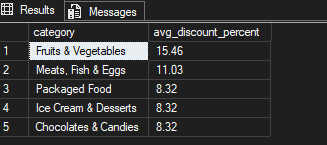 Results Messages
category avg_discount_percent
1 Fruits & Vegetables 15.46
2 Meats, Fish & Eggs 11.03
3 Packaged Food 8.32
4 Ice Cream & Desserts 8.32
5 Chocolates & Candies 8.32